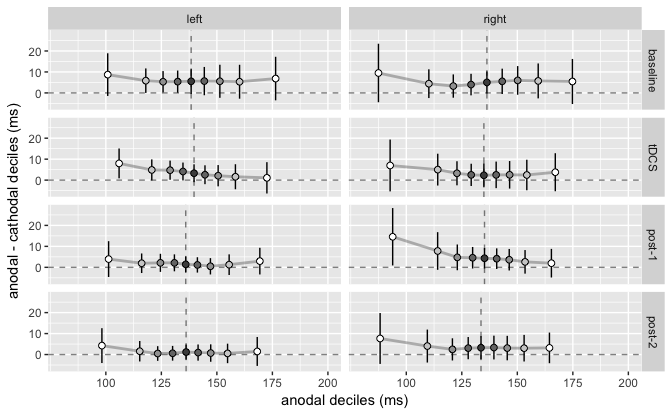 left right
20
10
0
baseline
20
10
0
tDCS
20
10
0
post-1
20
10
0
post-2
100 125 150 175 200 100 125 150 175 200
anodal deciles (ms)
anodal - cathodal deciles (ms)